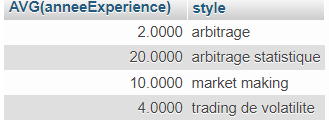 AVG(anneeExperience) style
2.0000 arbitrage
20.0000 arbitrage statistique
10.0000 market making
4.0000 trading de volatilite